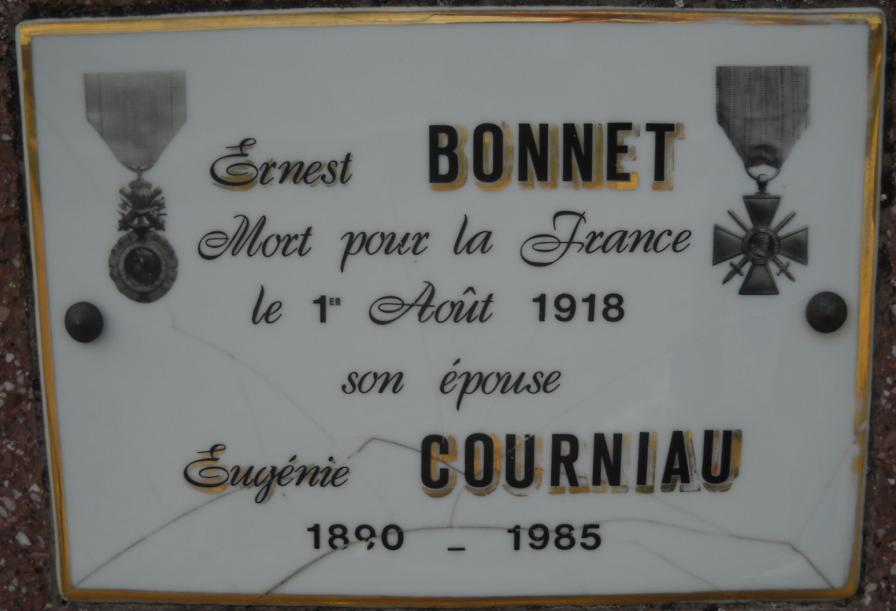 Ernest BONNET
Mort pour la France
le 1ER Août 1918
son épouse
Eugénie COURNIAU
1890 - 1985